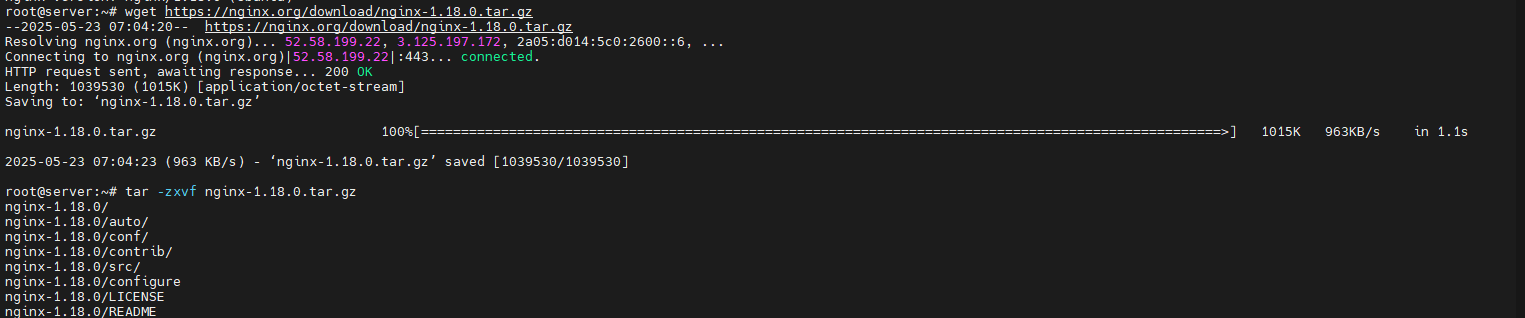 root@server:~# wget https://nginx.org/download/nginx-1.18.0.tar.gz
--2025-05-23 07:04:20--  https://nginx.org/download/nginx-1.18.0.tar.gz
Resolving nginx.org (nginx.org)... 52.58.199.22, 3.125.197.172, 2a05:d014:5c0:2600::6, ...
Connecting to nginx.org (nginx.org)|52.58.199.22|:443... connected.
HTTP request sent, awaiting response... 200 OK
Length: 1039530 (1015K) [application/octet-stream]
Saving to: ‘nginx-1.18.0.tar.gz’
nginx-1.18.0.tar.gz 100%[====================================================================================================>] 1015K 963KB/s in 1.1s
2025-05-23 07:04:23 (963 KB/s) - ‘nginx-1.18.0.tar.gz’ saved [1039530/1039530]
root@server:~# tar -zxvf nginx-1.18.0.tar.gz
nginx-1.18.0/
nginx-1.18.0/auto/
nginx-1.18.0/conf/
nginx-1.18.0/contrib/
nginx-1.18.0/src/
nginx-1.18.0/configure
nginx-1.18.0/LICENSE
nginx-1.18.0/README